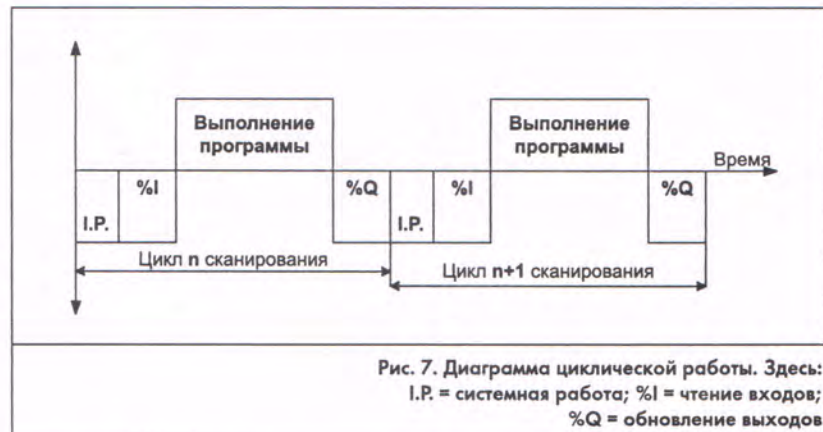 Выполнение
программы
Выполнение
программы
Время
%I
%Q
%I
%Q
I.P.
I.P.
Цикл n сканирования
Цикл n+1 сканирования
Рис. 7. Диаграмма циклической работы. Здесь:
I.P. = системная работа; %I = чтение входов;
%Q = обновление выходов